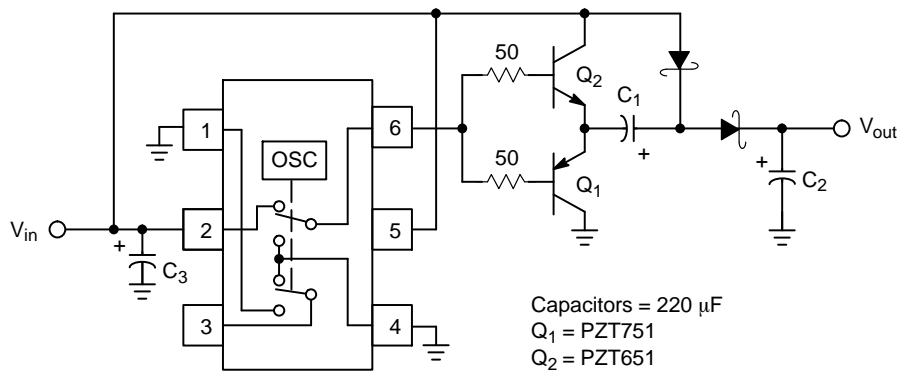 50
Q2
C1
+
Vout
1
6
OSC
50
Q1
+
C2
Vin
+
C3
2
5
3
4
Capacitors = 220 μF
Q1 = PZT751
Q2 = PZT651